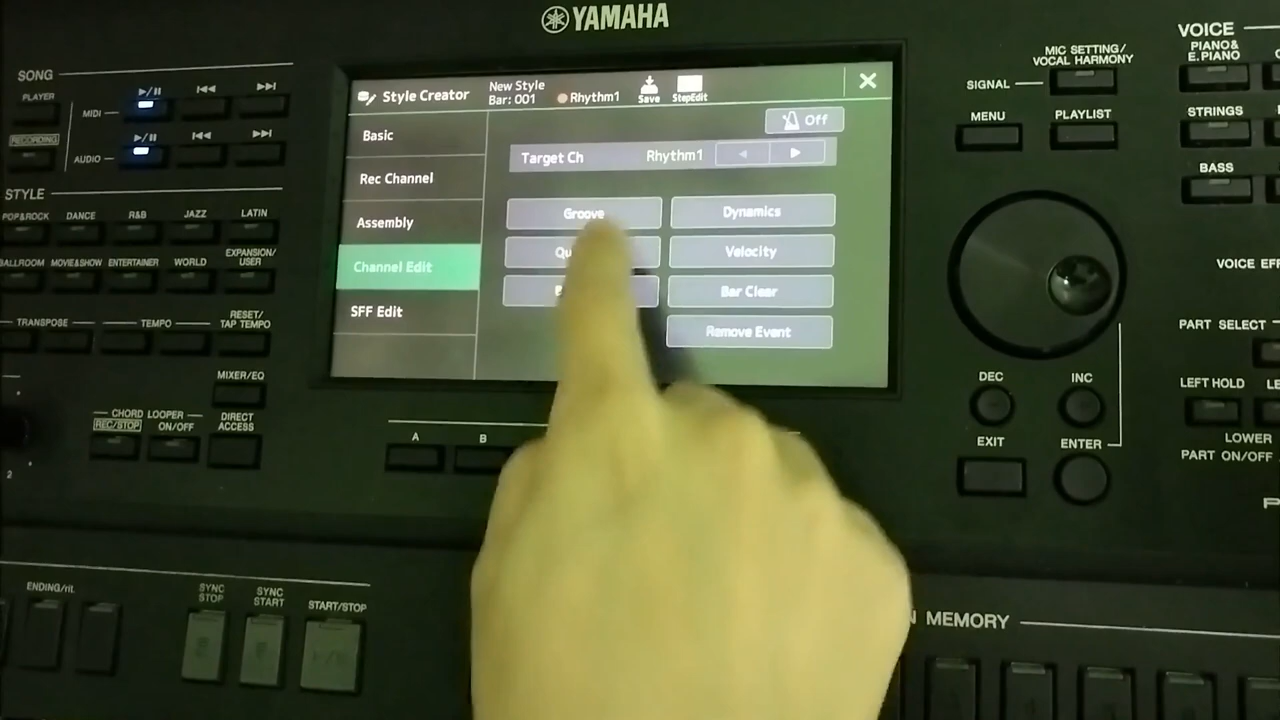 YAMAHA
SONG
PLAYER
MIDI
RECORDING
AUDIO
STYLE
POP&ROCK
DANCE
R&B
JAZZ
LATIN
BALLROOM
MOVIE&SHOW
ENTERTAINER
WORLD
EXPANSION/
USER
TRANSPOSE
TEMPO
RESET/
TAP TEMPO
MIXER/EQ
CHORD LOOPER
REC/STOP
ON/OFF
DIRECT
ACCESS
2
ENDING/rit.
SYNC
STOP
SYNC
START
START/STOP
Style Creator
New Style
Bar: 001
Rhythm1
Save
StepEdit
Basic
Rec Channel
Assembly
Channel Edit
SFF Edit
Off
Target Ch
Rhythm1
Groove
Dynamics
Velocity
Bar Clear
Remove Event
A
B
SIGNAL
MIC SETTING/
VOCAL HARMONY
MENU
PLAYLIST
DEC
INC
EXIT
ENTER
VOICE
PIANO&
E.PIANO
STRINGS
BASS
VOICE
PART SELECT
LEFT HOLD
LOWER
PART ON/OFF
MEMORY